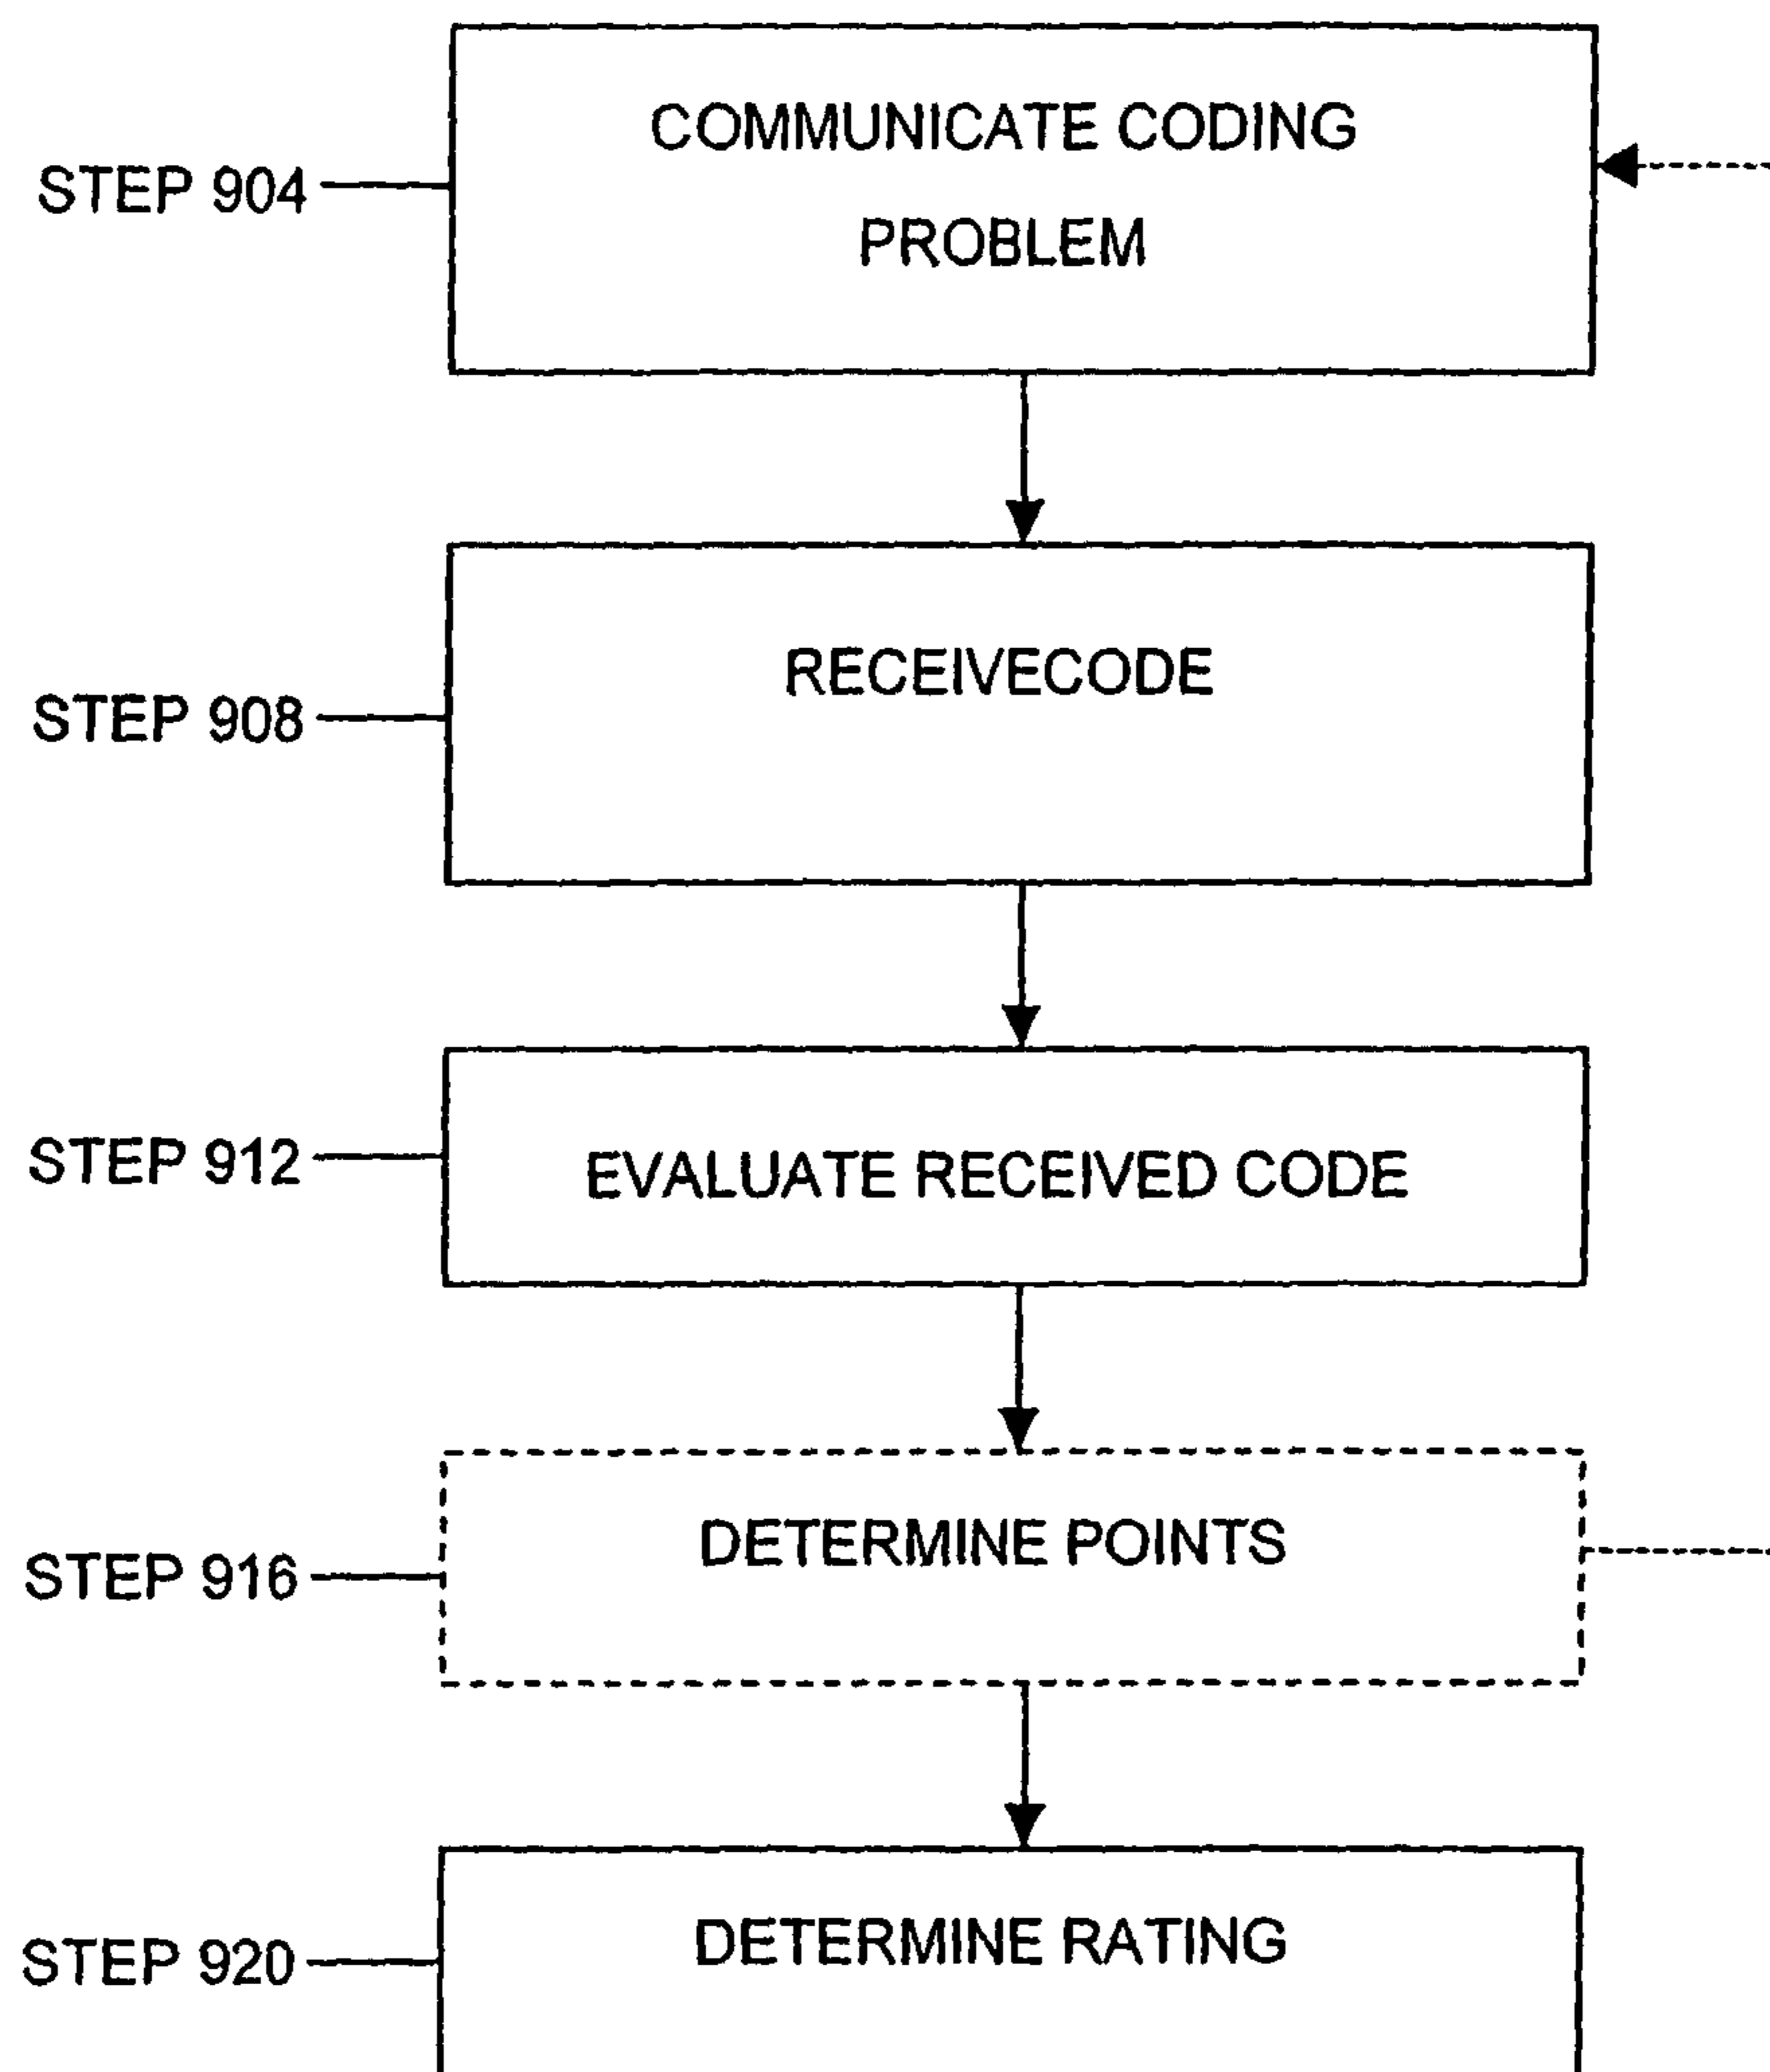 COMMUNICATE CODING
PROBLEM
STEP 904
RECEIVECODE
STEP 908
EVALUATE RECEIVED CODE
STEP 912
DETERMINE POINTS
STEP 916
DETERMINE RATING
STEP 920